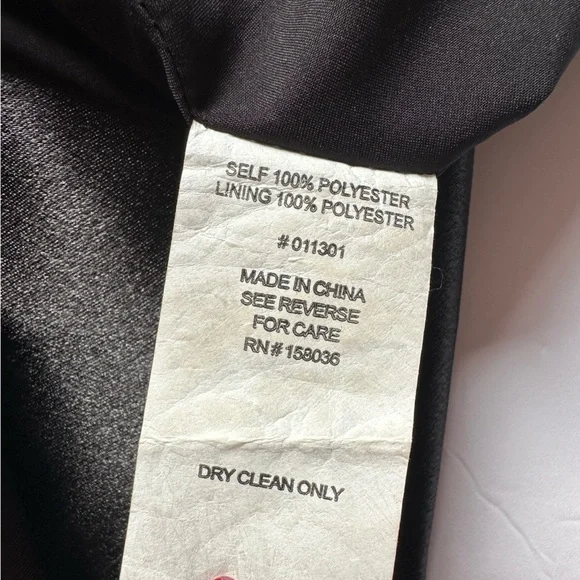 SELF 100% POLYESTER
LINING 100% POLYESTER
#011301
MADE IN CHINA
SEE REVERSE
FOR CARE
RN#158036
DRY CLEAN ONLY